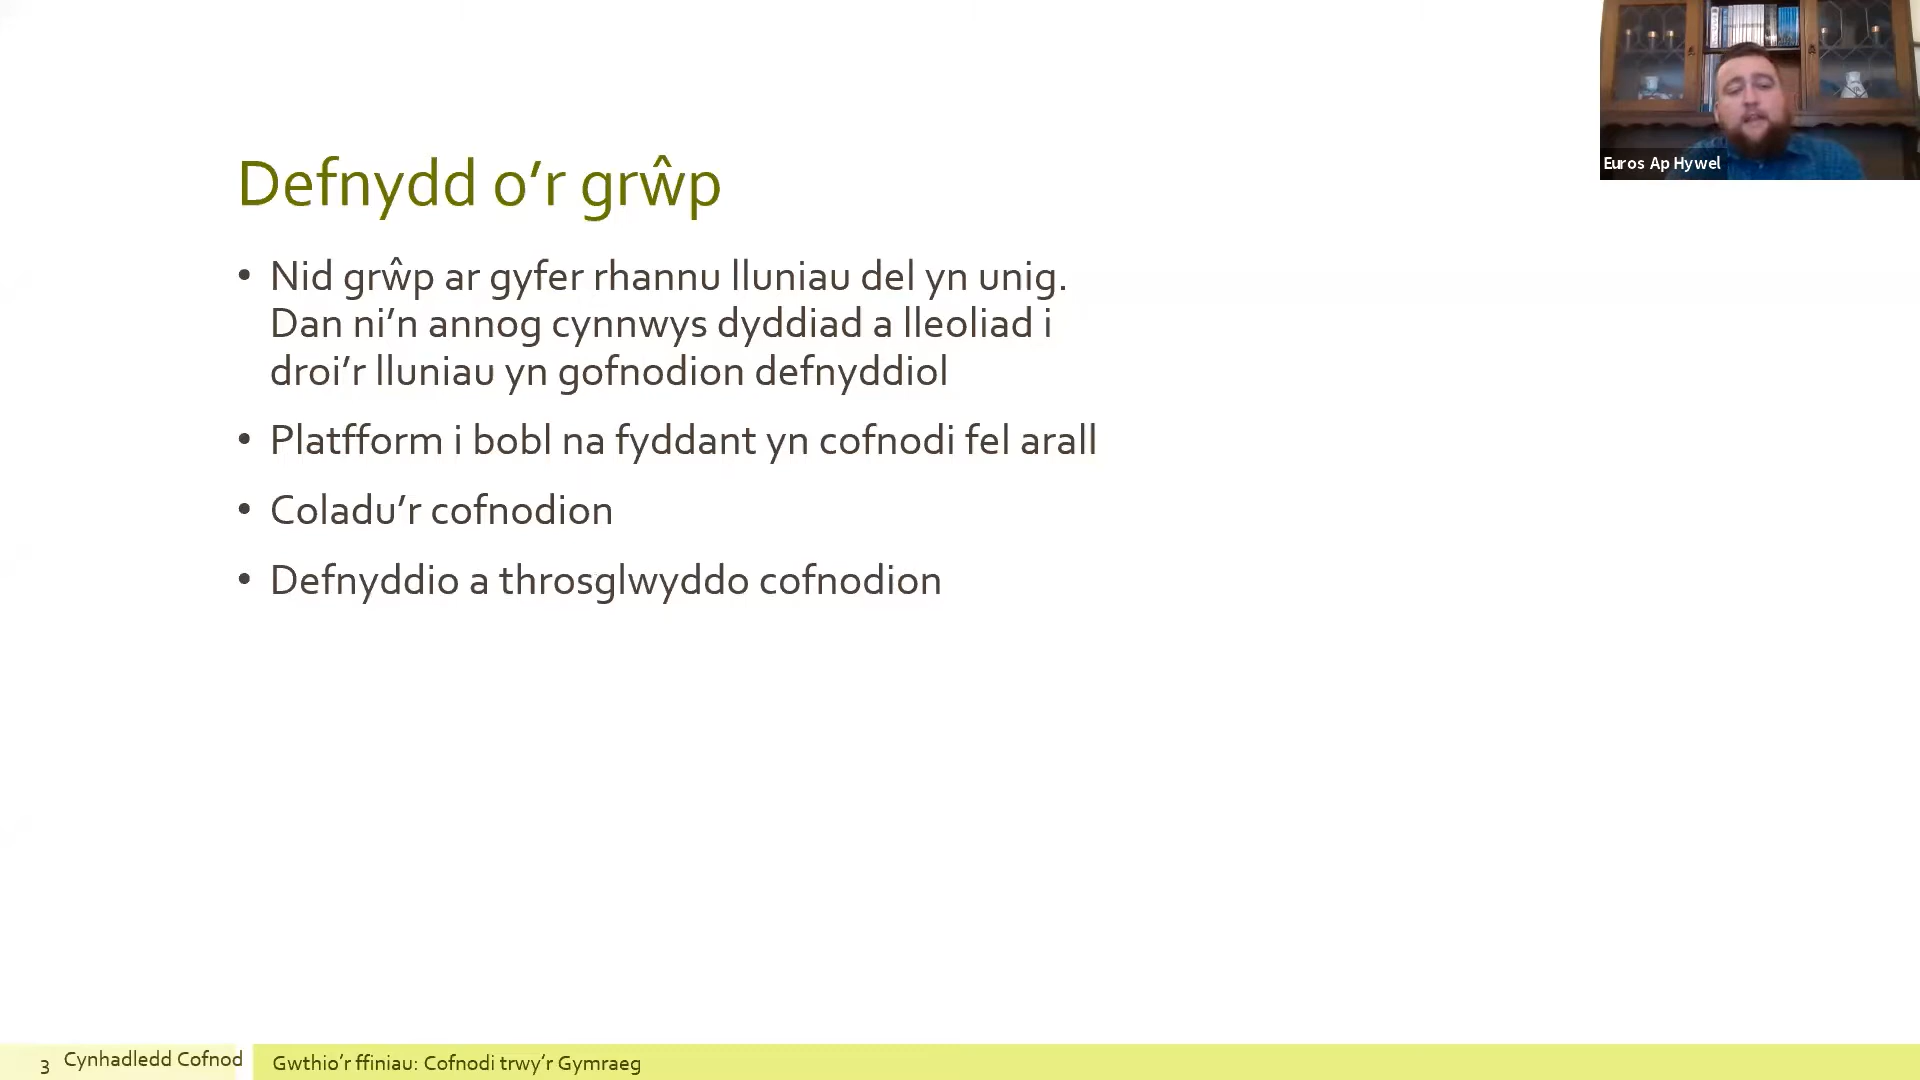 Euros Ap Hywel
Defnydd o’r grŵp
• Nid grŵp ar gyfer rhannu lluniau del yn unig.
Dan ni’n annog cynnwys dyddiad a lleoliad i
droi’r lluniau yn gofnodion defnyddiol
• Platfform i bobl na fyddant yn cofnodi fel arall
• Coladu’r cofnodion
• Defnyddio a throsglwyddo cofnodion
3 Cynhadledd Cofnod
Gwthio’r ffiniau: Cofnodi trwy’r Gymraeg